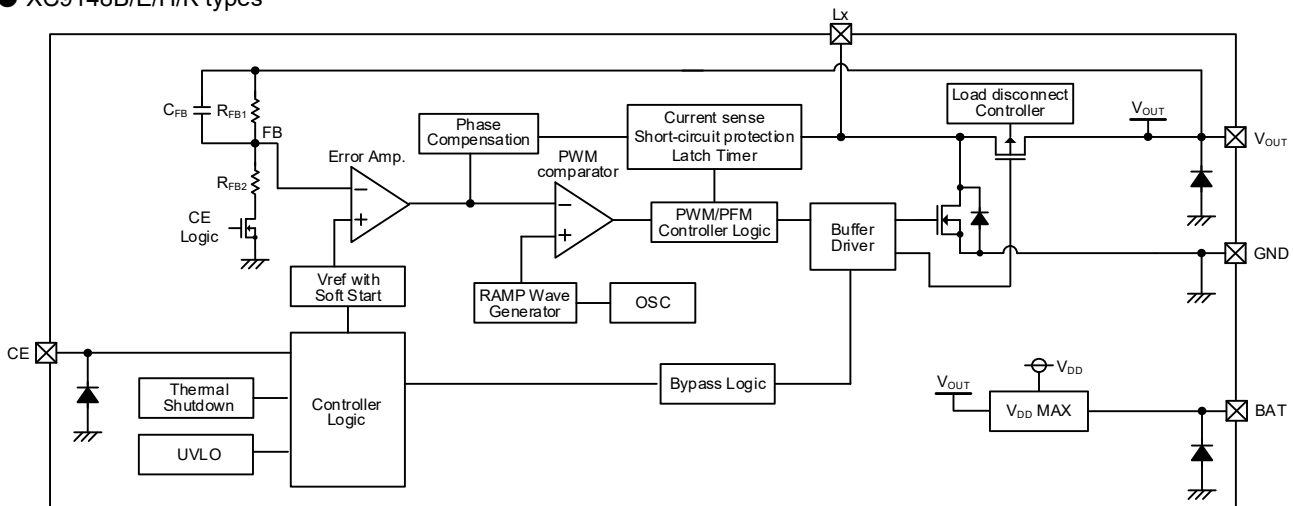 ● XC9148B/E/H/K types
Lx
CFB
RFB1
FB
RFB2
CE
Logic
Error Amp.
Phase
Compensation
PWM
comparator
Current sense
Short-circuit protection
Latch Timer
Load disconnect
Controller
VOUT
VOUT
PWM/PFM
Controller Logic
Buffer
Driver
GND
Vref with
Soft Start
RAMP Wave
Generator
OSC
CE
Thermal
Shutdown
UVLO
Controller
Logic
Bypass Logic
VOUT
VDD
VDD MAX
BAT